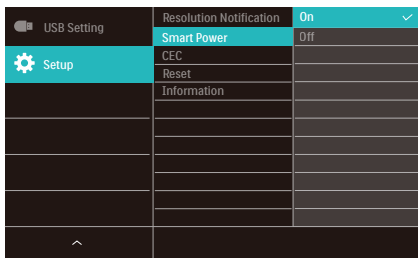 USB Setting
Setup
Resolution Notification
Smart Power
CEC
Reset
Information
On
Off